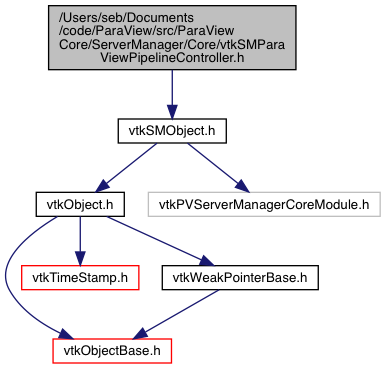 /Users/seb/Documents
/code/ParaView/src/ParaView
Core/ServerManager/Core/vtkSMPara
ViewPipelineController.h
vtkSMObject.h
vtkObject.h
vtkPVServerManagerCoreModule.h
vtkTimeStamp.h
vtkWeakPointerBase.h
vtkObjectBase.h